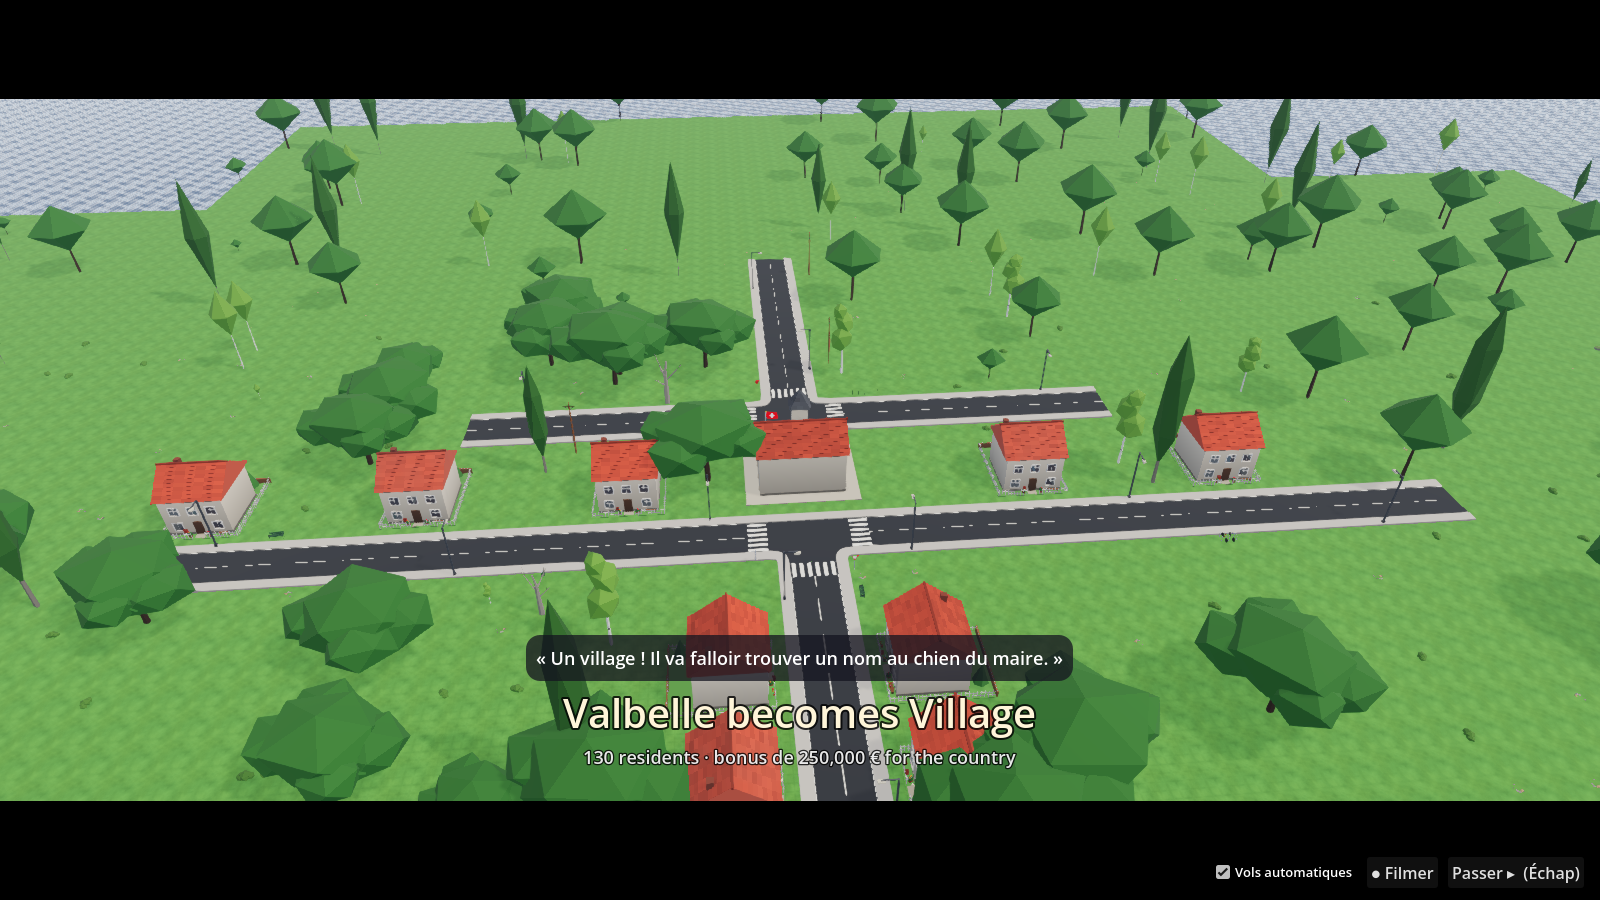 « Un village ! Il va falloir trouver un nom au chien du maire. »
Valbelle becomes Village
130 residents · bonus de 250,000 € for the country
Vols automatiques
● Filmer
Passer ▸ (Échap)